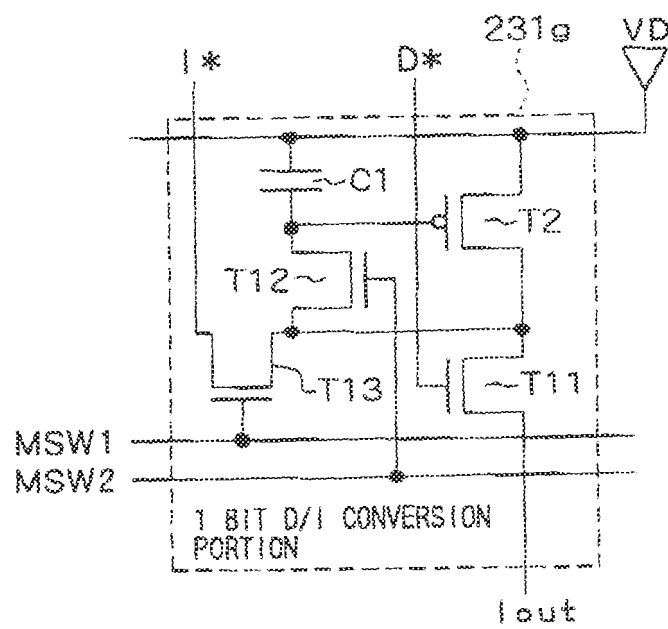 231g
VD
I*
D*
C1
T2
T12
T13
T11
MSW1
MSW2
1 BIT D/I CONVERSION
PORTION
Iout